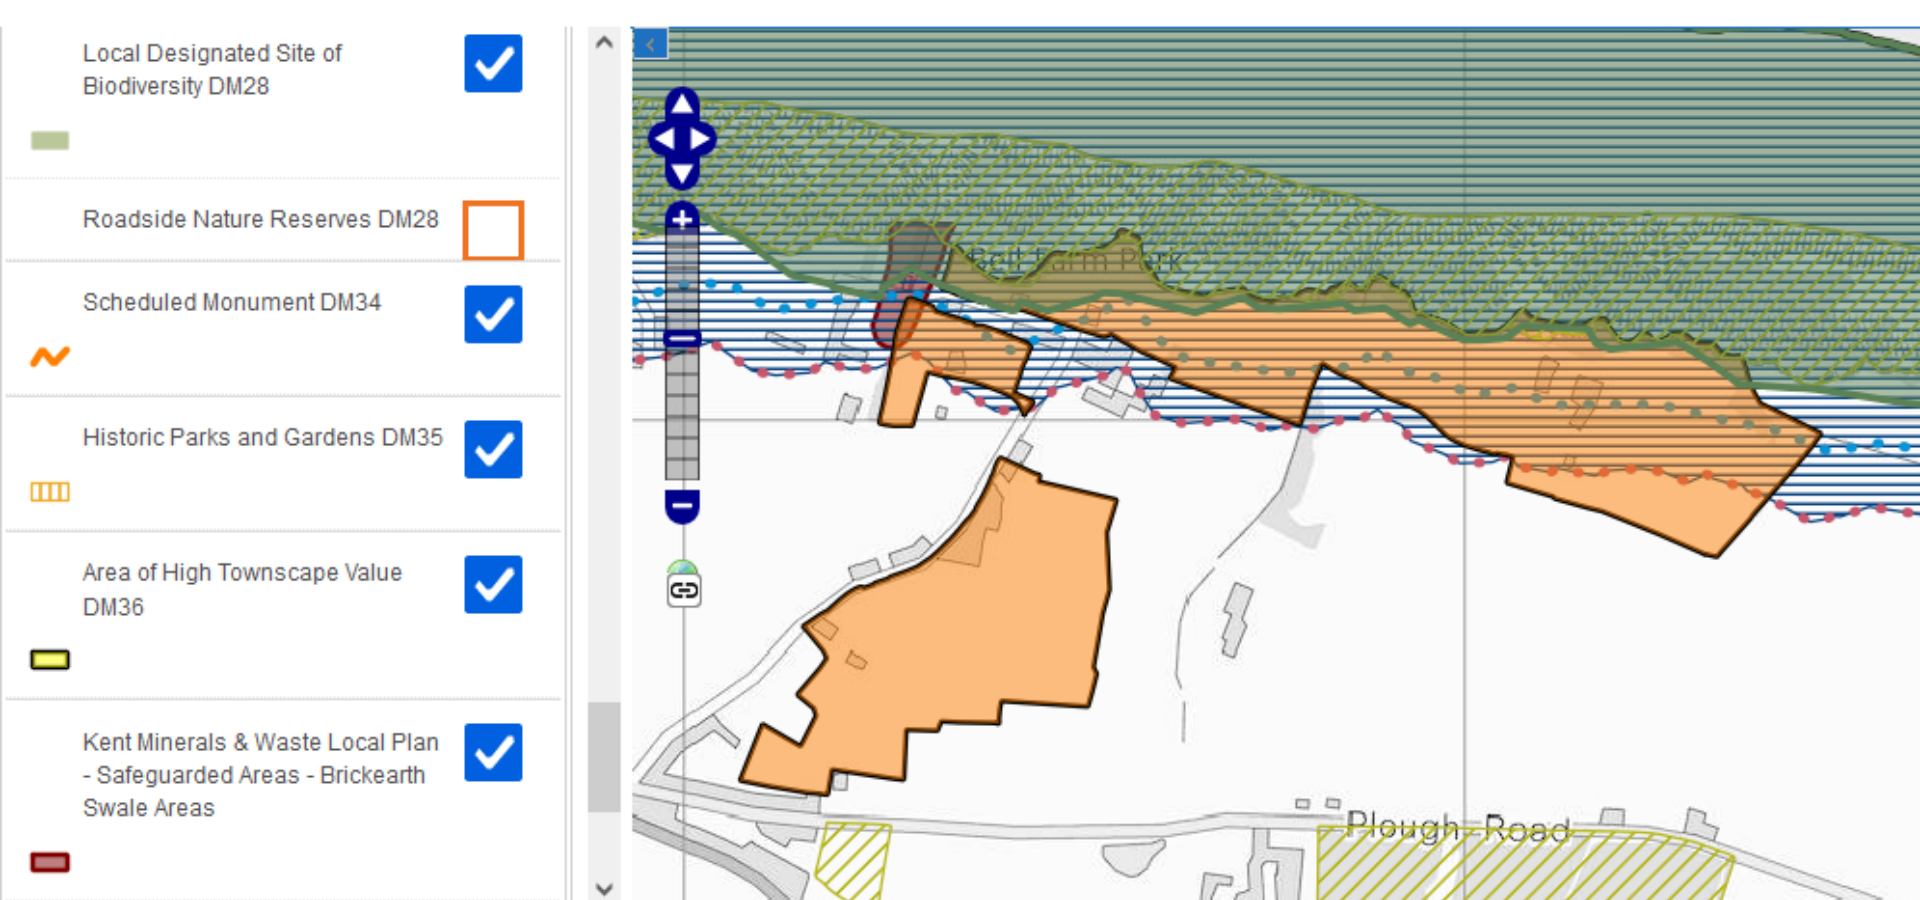 Local Designated Site of
Biodiversity DM28
Roadside Nature Reserves DM28
Scheduled Monument DM34
Historic Parks and Gardens DM35
Area of High Townscape Value
DM36
Kent Minerals & Waste Local Plan
- Safeguarded Areas - Brickearth
Swale Areas
Bell Farm Park
Plough Road